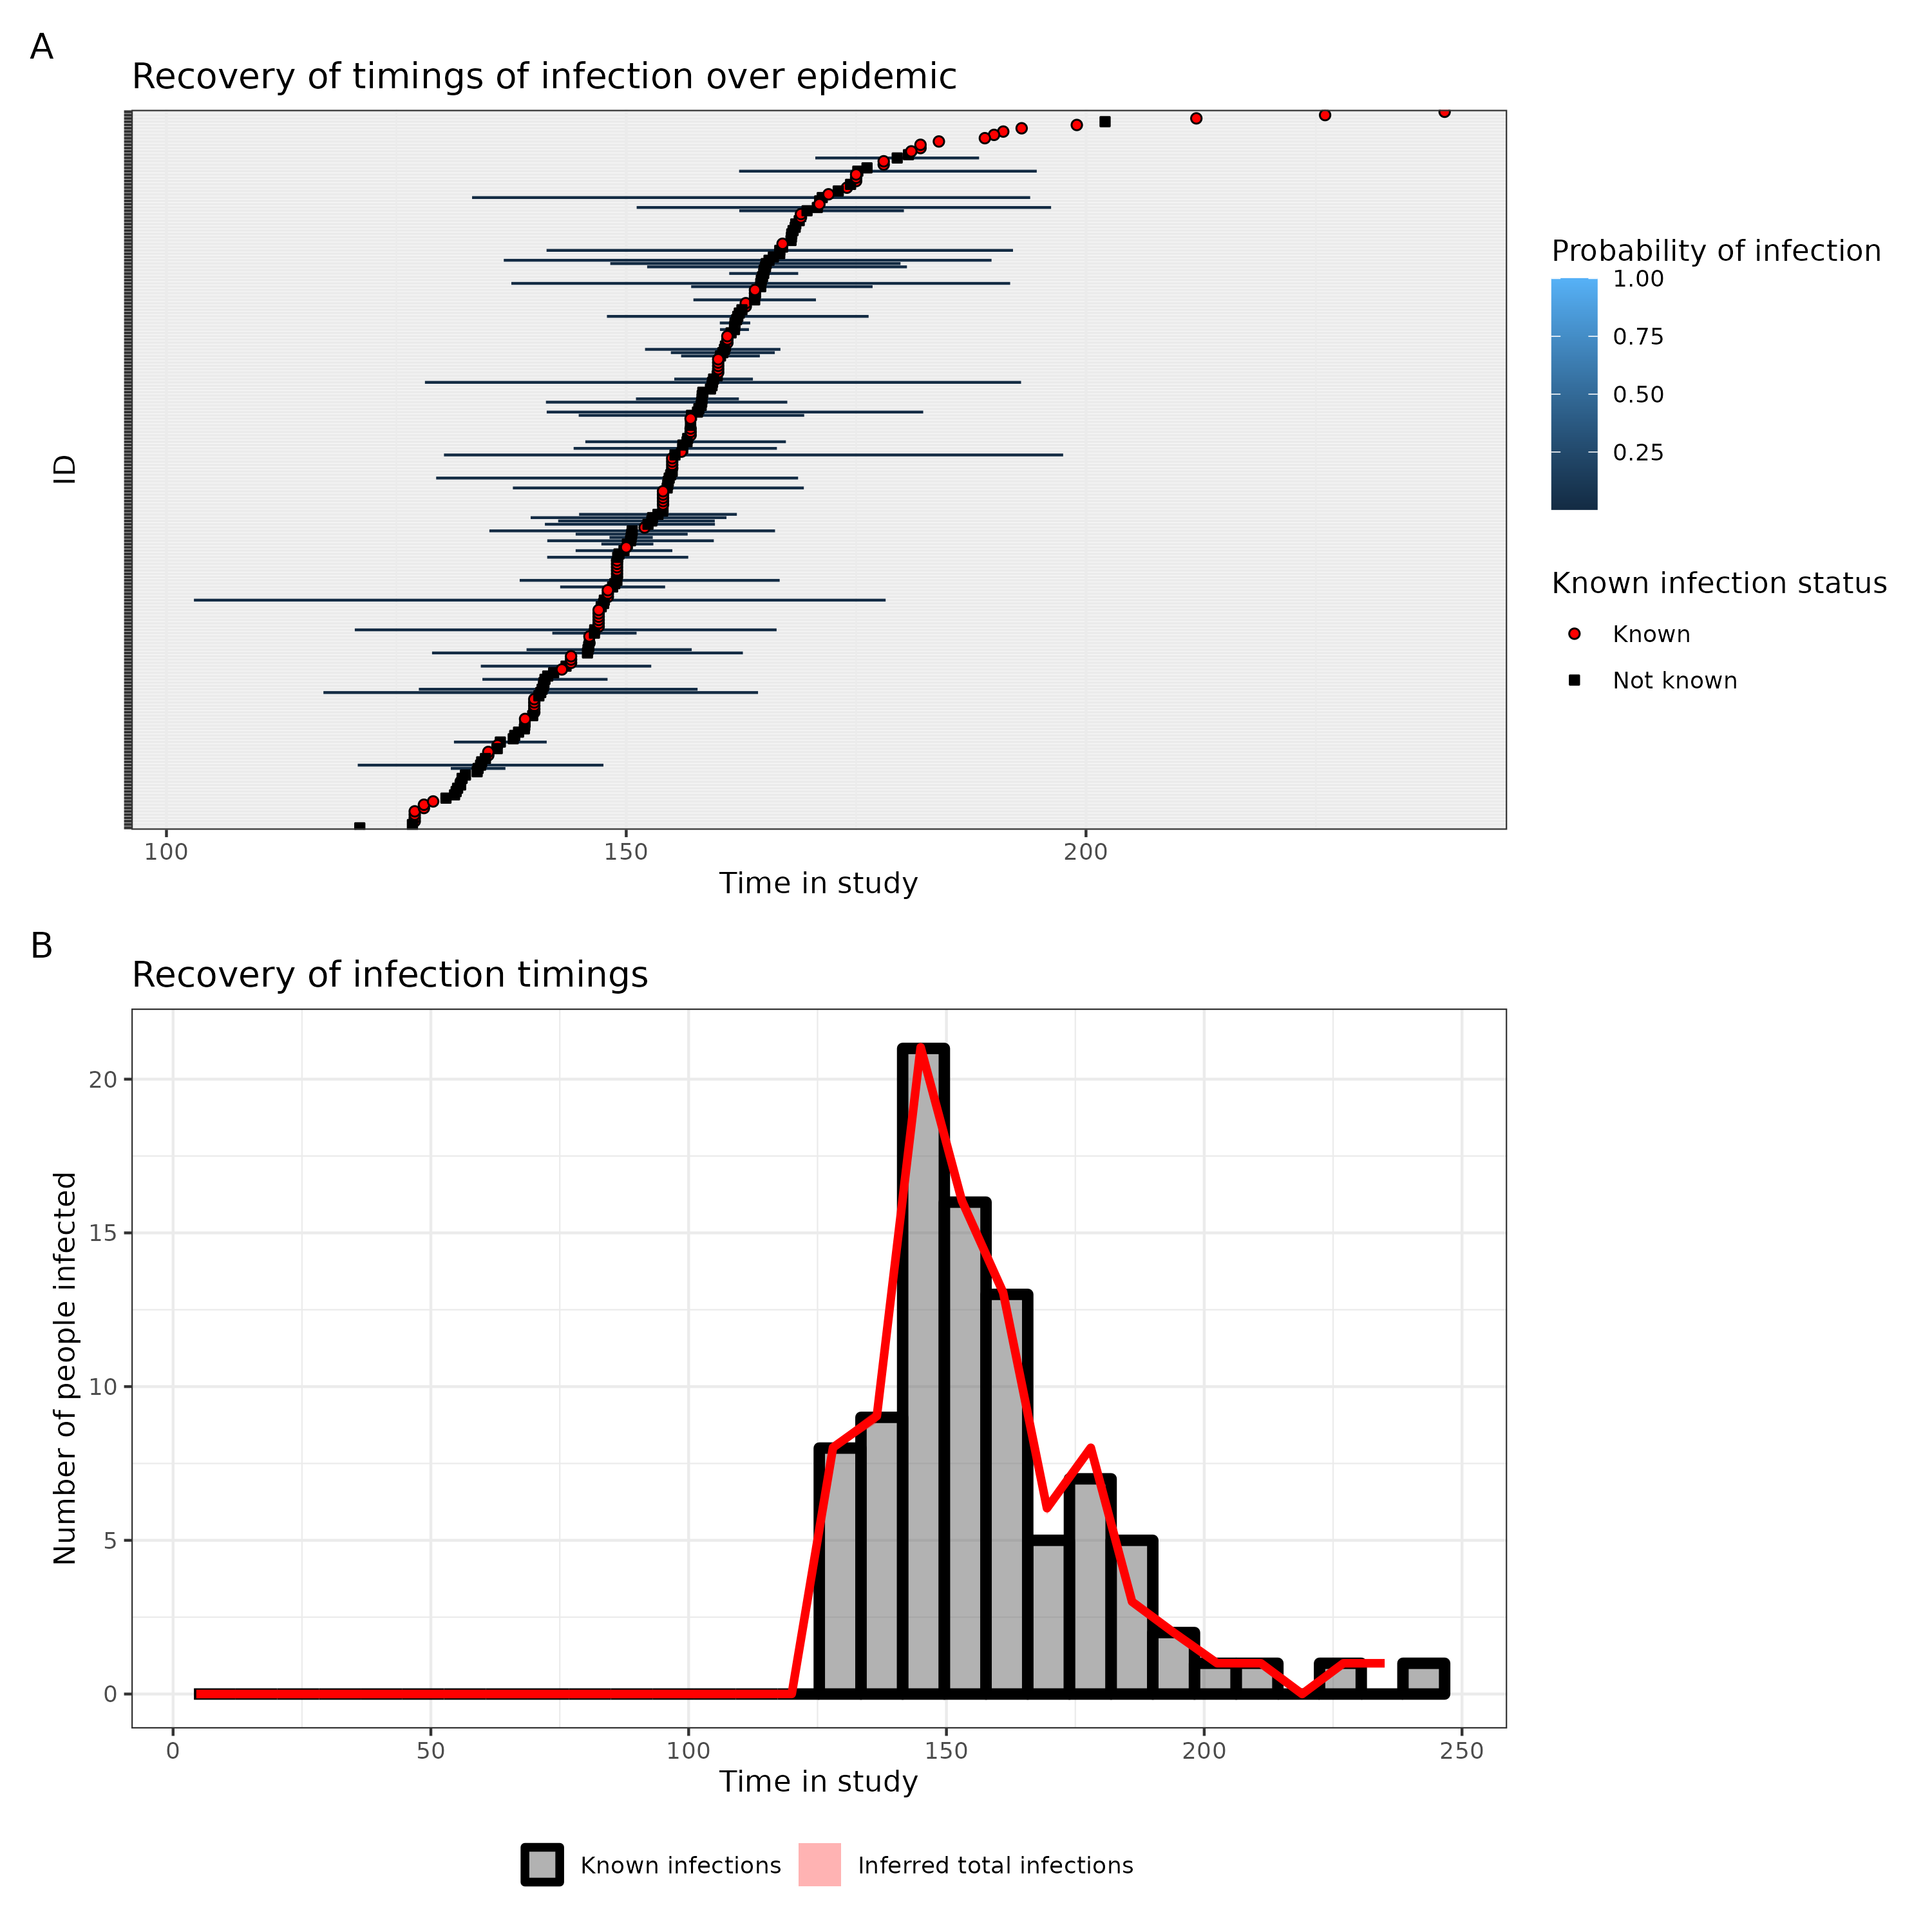 A
Recovery of timings of infection over epidemic
ID
100 150 200
Time in study
Probability of infection
1.00
0.75
0.50
0.25
Known infection status
Known
Not known
B
Recovery of infection timings
Number of people infected
20
15
10
5
0
0 50 100 150 200 250
Time in study
Known infections Inferred total infections